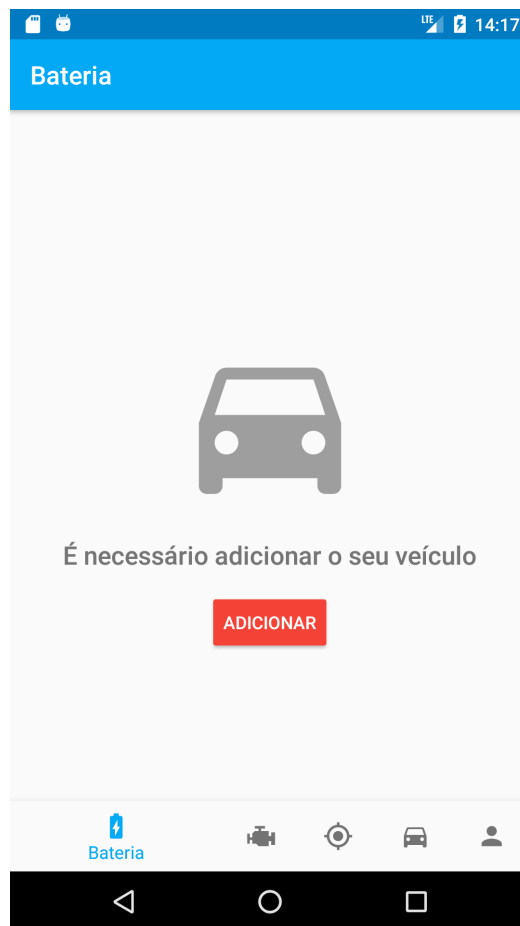 LTE 14:17
Bateria
É necessário adicionar o seu veículo
ADICIONAR
Bateria